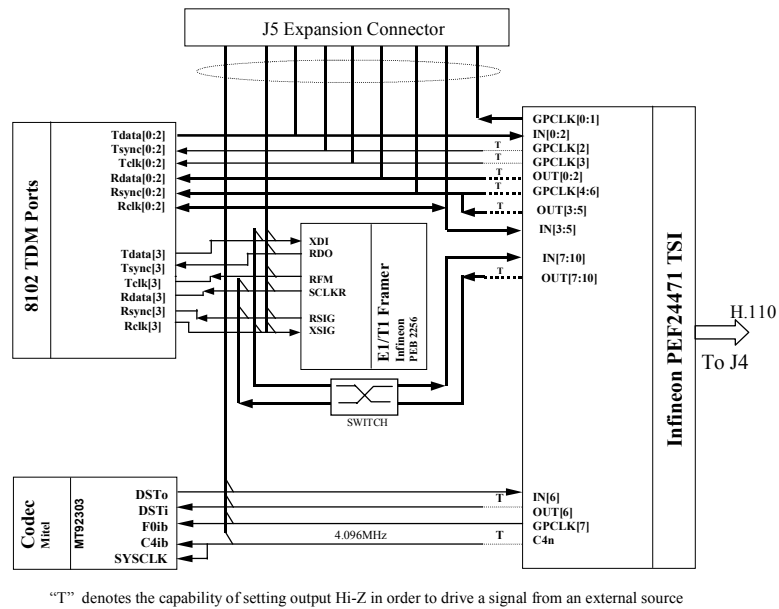 J5 Expansion Connector
8102 TDM Ports
Tdata[0:2]
Tsync[0:2]
Tclk[0:2]
Rdata[0:2]
Rsync[0:2]
Rclk[0:2]
Tdata[3]
Tsync[3]
Tclk[3]
Rdata[3]
Rsync[3]
Rclk[3]
XDI
RDO
RFM
SCLKR
RSIG
XSIG
E1/T1 Framer
Infineon
PEB 2256
SWITCH
T
T
T
T
T
T
GPCLK[0:1]
IN[0:2]
GPCLK[2]
GPCLK[3]
OUT[0:2]
GPCLK[4:6]
OUT[3:5]
IN[3:5]
IN[7:10]
OUT[7:10]
Infineon PEF24471 TSI
H.110
To J4
Codec
Mitel
MT92303
DSTo
DSTi
F0ib
C4ib
SYSCLK
4.096MHz
T
T
IN[6]
OUT[6]
GPCLK[7]
C4n
“T” denotes the capability of setting output Hi-Z in order to drive a signal from an external source